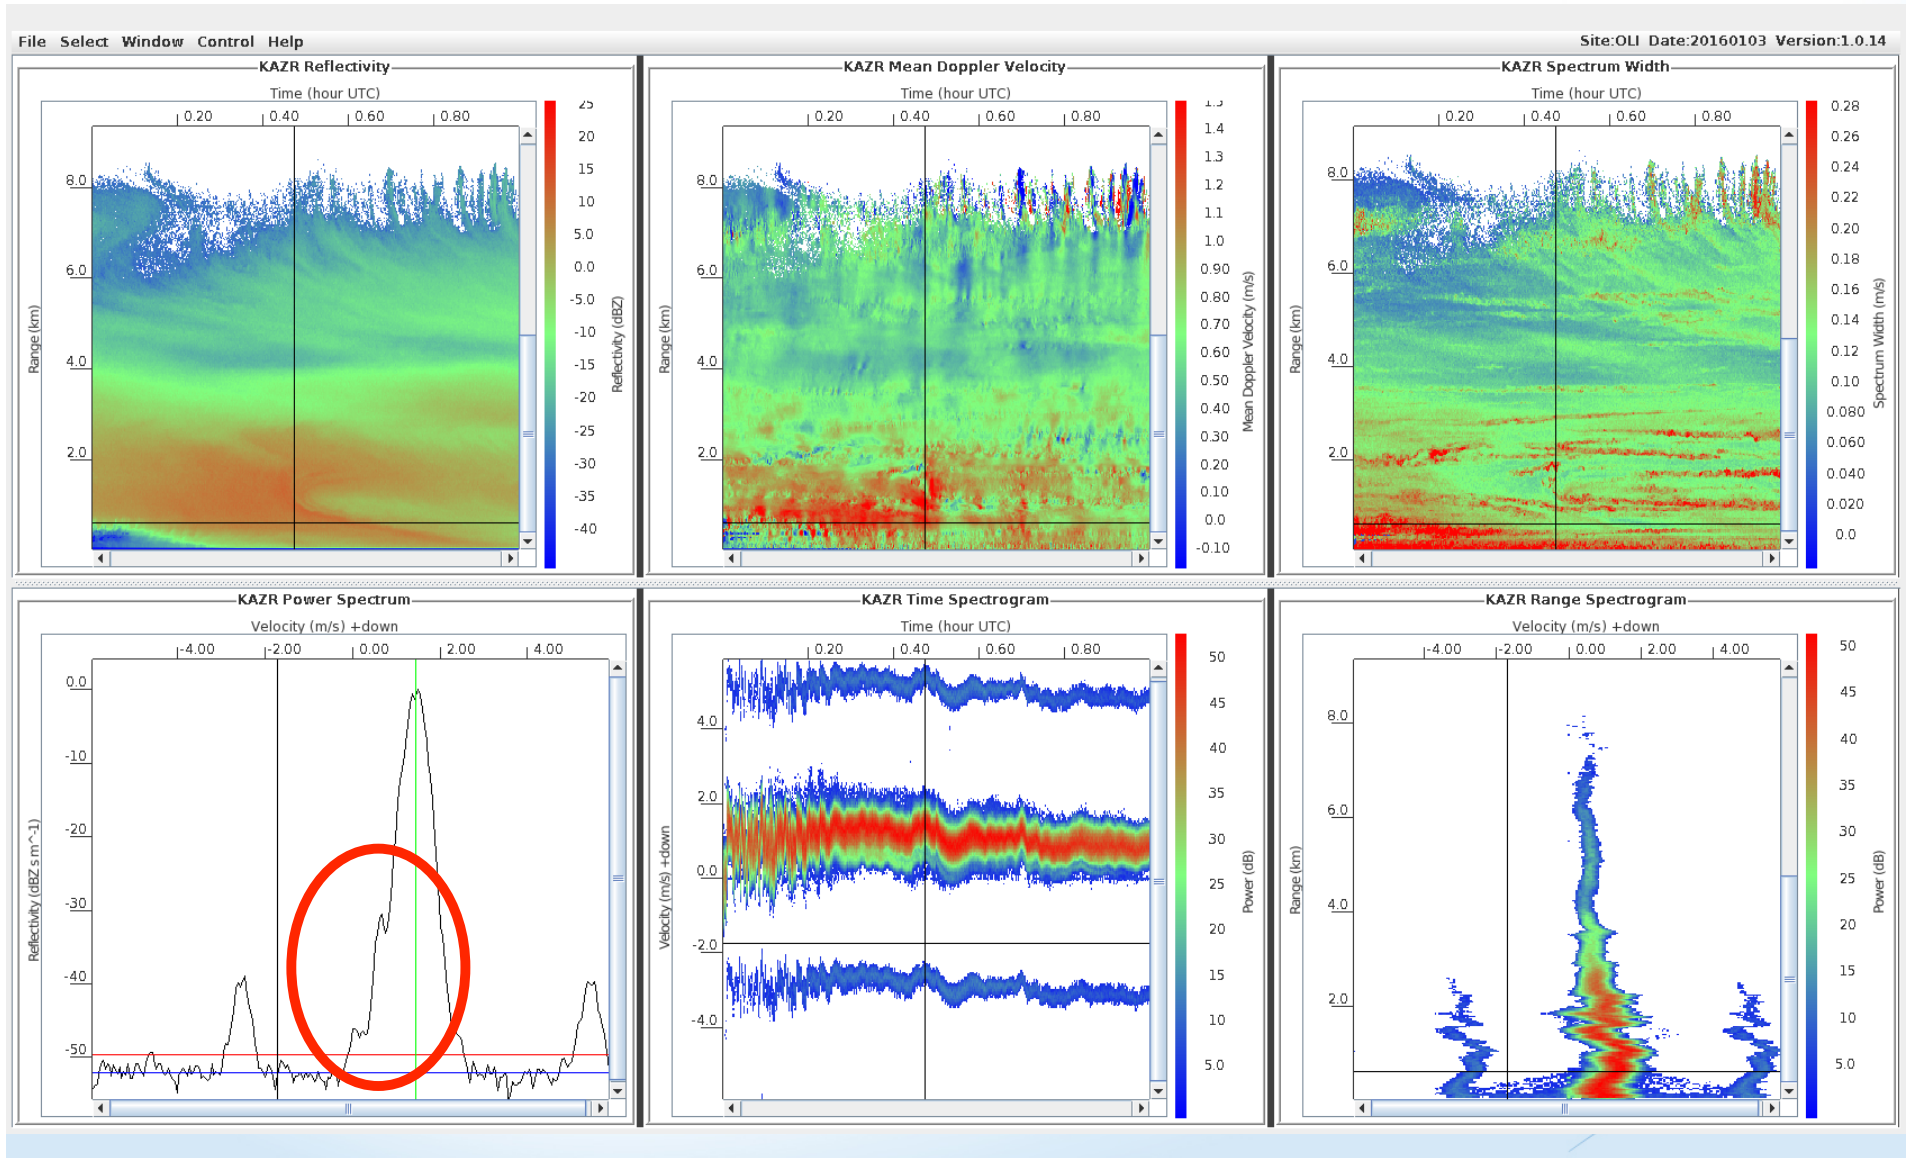 File Select Window Control Help
Site:OLI Date:20160103 Version:1.0.14
KAZR Reflectivity
Time (hour UTC)
0.20 0.40 0.60 0.80
Range (km)
8.0
6.0
4.0
2.0
25
20
15
10
5.0
0.0
-5.0
-10
-15
-20
-25
-30
-35
-40
Reflectivity (dBZ)
KAZR Mean Doppler Velocity
Time (hour UTC)
0.20 0.40 0.60 0.80
Range (km)
8.0
6.0
4.0
2.0
1.4
1.3
1.2
1.1
1.0
0.90
0.80
0.70
0.60
0.50
0.40
0.30
0.20
0.10
0.0
-0.10
Mean Doppler Velocity (m/s)
KAZR Spectrum Width
Time (hour UTC)
0.20 0.40 0.60 0.80
Range (km)
8.0
6.0
4.0
2.0
0.28
0.26
0.24
0.22
0.20
0.18
0.16
0.14
0.12
0.10
0.080
0.060
0.040
0.020
0.0
Spectrum Width (m/s)
KAZR Power Spectrum
Velocity (m/s) +down
-4.00 -2.00 0.00 2.00 4.00
Reflectivity (dBZ s m^-1)
0.0
-10
-20
-30
-40
-50
KAZR Time Spectrogram
Time (hour UTC)
0.20 0.40 0.60 0.80
Velocity (m/s) +down
4.0
2.0
0.0
-2.0
-4.0
50
45
40
35
30
25
20
15
10
5.0
Power (dB)
KAZR Range Spectrogram
Velocity (m/s) +down
-4.00 -2.00 0.00 2.00 4.00
Range (km)
8.0
6.0
4.0
2.0
50
45
40
35
30
25
20
15
10
5.0
Power (dB)